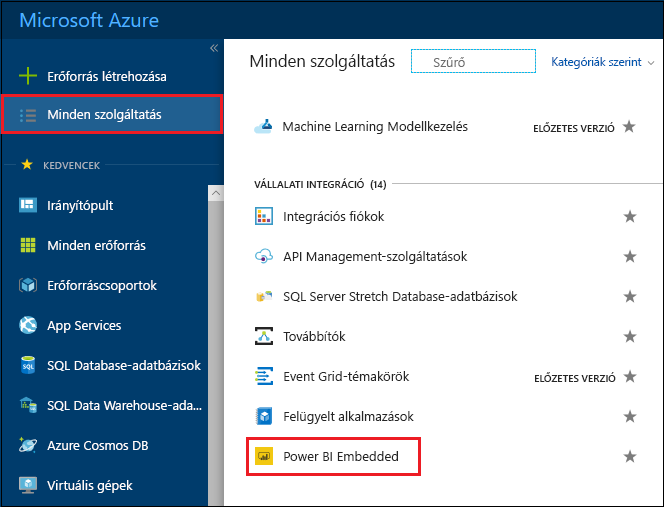 Microsoft Azure
Erőforrás létrehozása
Minden szolgáltatás
KEDVENCEK
Irányítópult
Minden erőforrás
Erőforráscsoportok
App Services
SQL Database-adatbázisok
SQL Data Warehouse-ada...
Azure Cosmos DB
Virtuális gépek
Minden szolgáltatás
Szűrő
Kategóriák szerint
Machine Learning Modellkezelés ELŐZETES VERZIÓ
VÁLLALATI INTEGRÁCIÓ (14)
Integrációs fiókok
API Management-szolgáltatások
SQL Server Stretch Database-adatbázisok
Továbbítók
Event Grid-témakörök ELŐZETES VERZIÓ
Felügyelt alkalmazások
Power BI Embedded